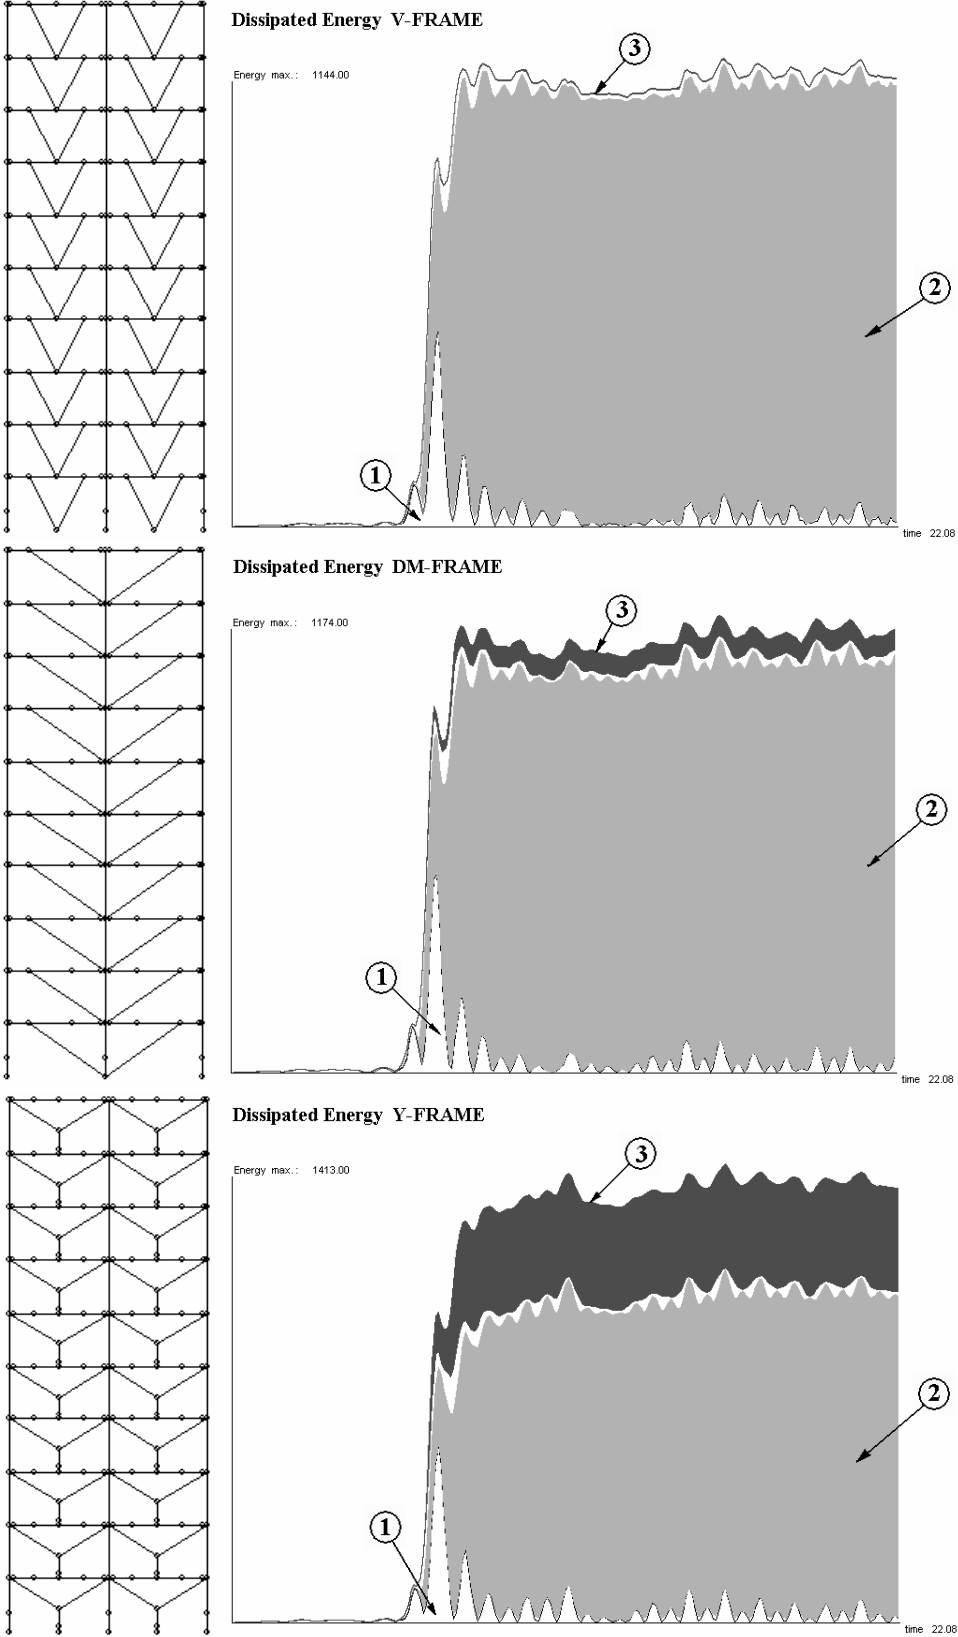 Dissipated Energy V-FRAME
Energy max.: 1144.00
3
2
1
time 22.08
Dissipated Energy DM-FRAME
Energy max.: 1174.00
3
2
1
time 22.08
Dissipated Energy Y-FRAME
Energy max.: 1413.00
3
2
1
time 22.08